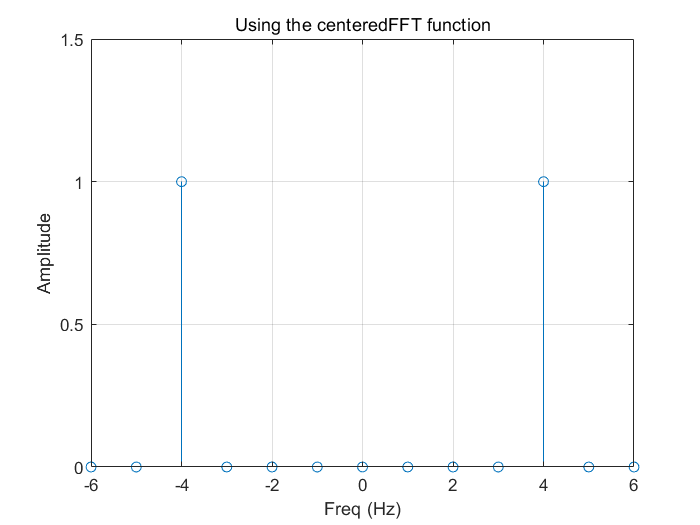 Using the centeredFFT function
1.5
1
0.5
0
-6 -4 -2 0 2 4 6
Amplitude
Freq (Hz)